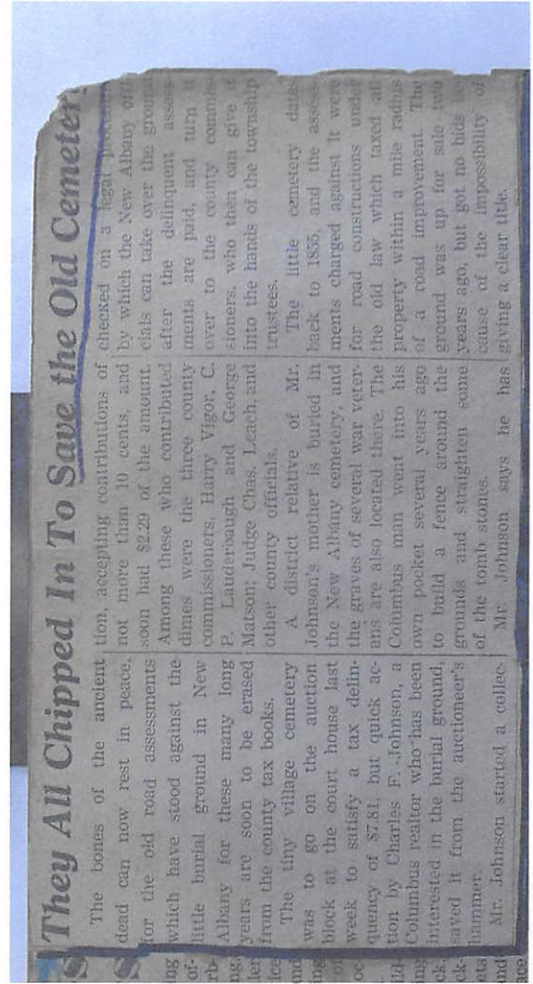 They All Chipped In To Save the Old Cemetery
The bones of the ancient
dead can now rest in peace,
for the old road assessments
which have stood against the
little burial ground in New
Albany for these many long
years are soon to be erased
from the county tax books.
The tiny village cemetery
was to go on the auction
block at the court house last
week to satisfy a tax delin-
quency of $7.81, but quick ac-
tion by Charles F. Johnson, a
Columbus realtor who has been
interested in the burial ground,
saved it from the auctioneer's
hammer.
Mr. Johnson started a collec-
tion, accepting contributions of
not more than 10 cents, and
soon had $2.29 of the amount.
Among these who contributed
dimes were the three county
commissioners, Harry Vigor, C.
P. Lauderbaugh and George
Matson; Judge Chas. Leach, and
other county officials.
A district relative of Mr.
Johnson's mother is buried in
the New Albany cemetery, and
the graves of several war veter-
ans are also located there. The
Columbus man went into his
own pocket several years ago
to build a fence around the
grounds and straighten some
of the tomb stones.
Mr. Johnson says he has
checked on a legal
by which the New Albany offi
cials can take over the ground
after the delinquent assess
ments are paid, and turn it
over to the county commis
sioners, who then can give it
into the hands of the township
trustees.
The little cemetery dates
back to 1855, and the assess
ments charged against it were
for road constructions under
the old law which taxed all
property within a mile radius
of a road improvement. The
ground was up for sale two
years ago, but got no bids
cause of the impossibility of
giving a clear title.